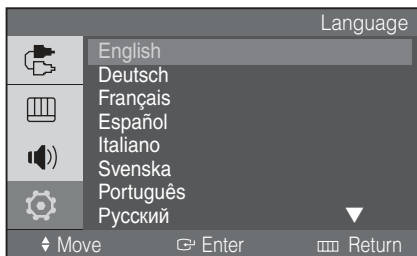 Language
English
Deutsch
Français
Español
Italiano
Svenska
Português
Русский
Move Enter Return